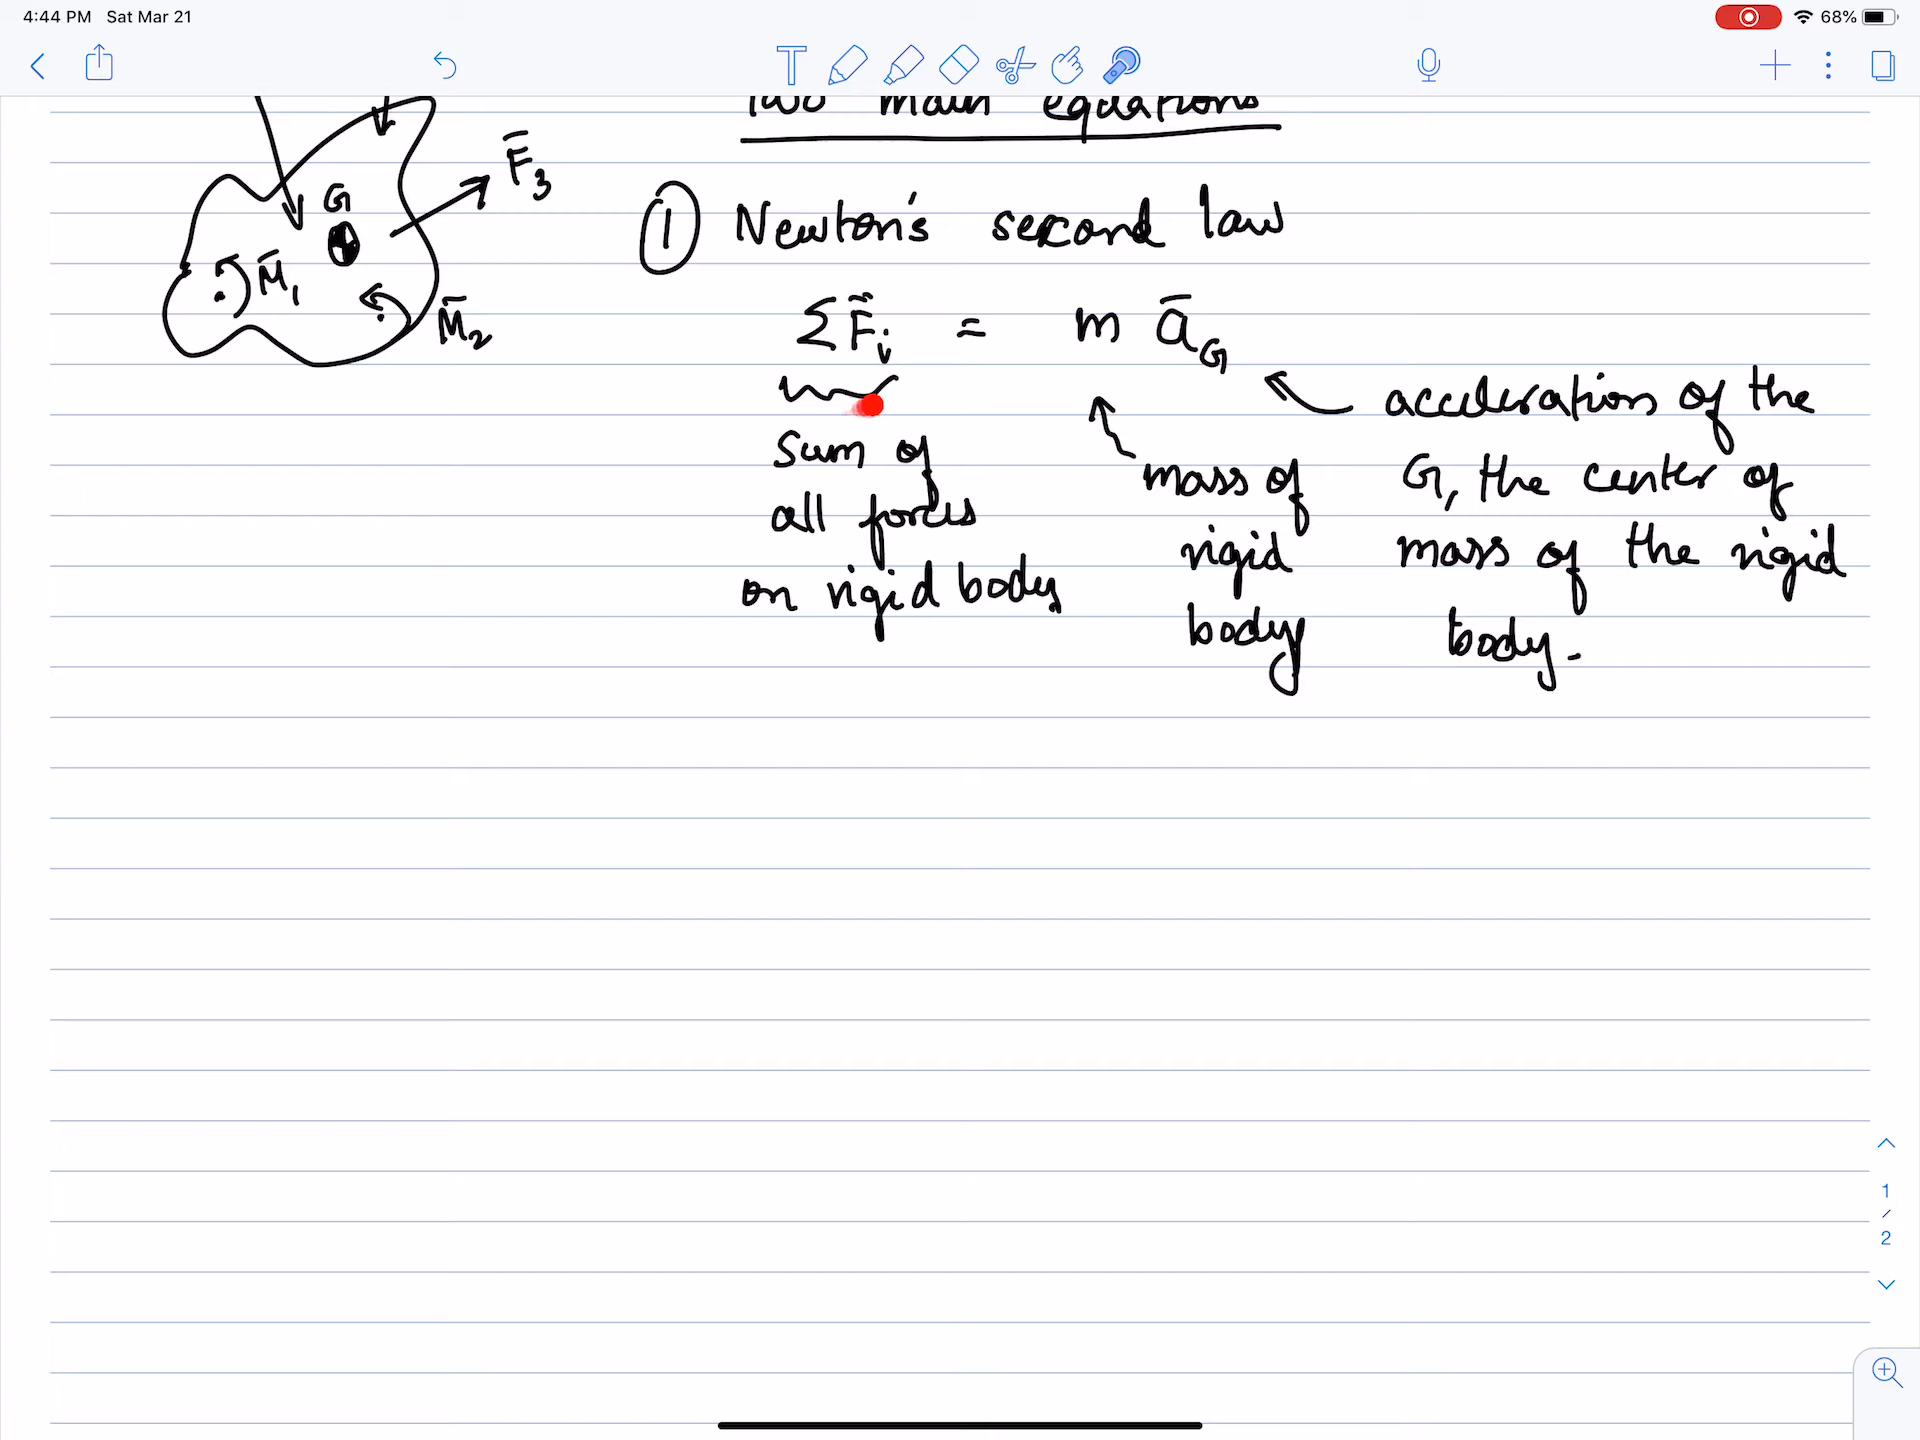 4:44 PM Sat Mar 21
68%
Two main equations
F̄₃
G
① Newton's second law
M̄₁
M̄₂
ΣF̄ᵢ = m āG
Sum of
all forces
on rigid body
mass of
rigid
body
acceleration of the
G, the center of
mass of the rigid
body.
1
/
2